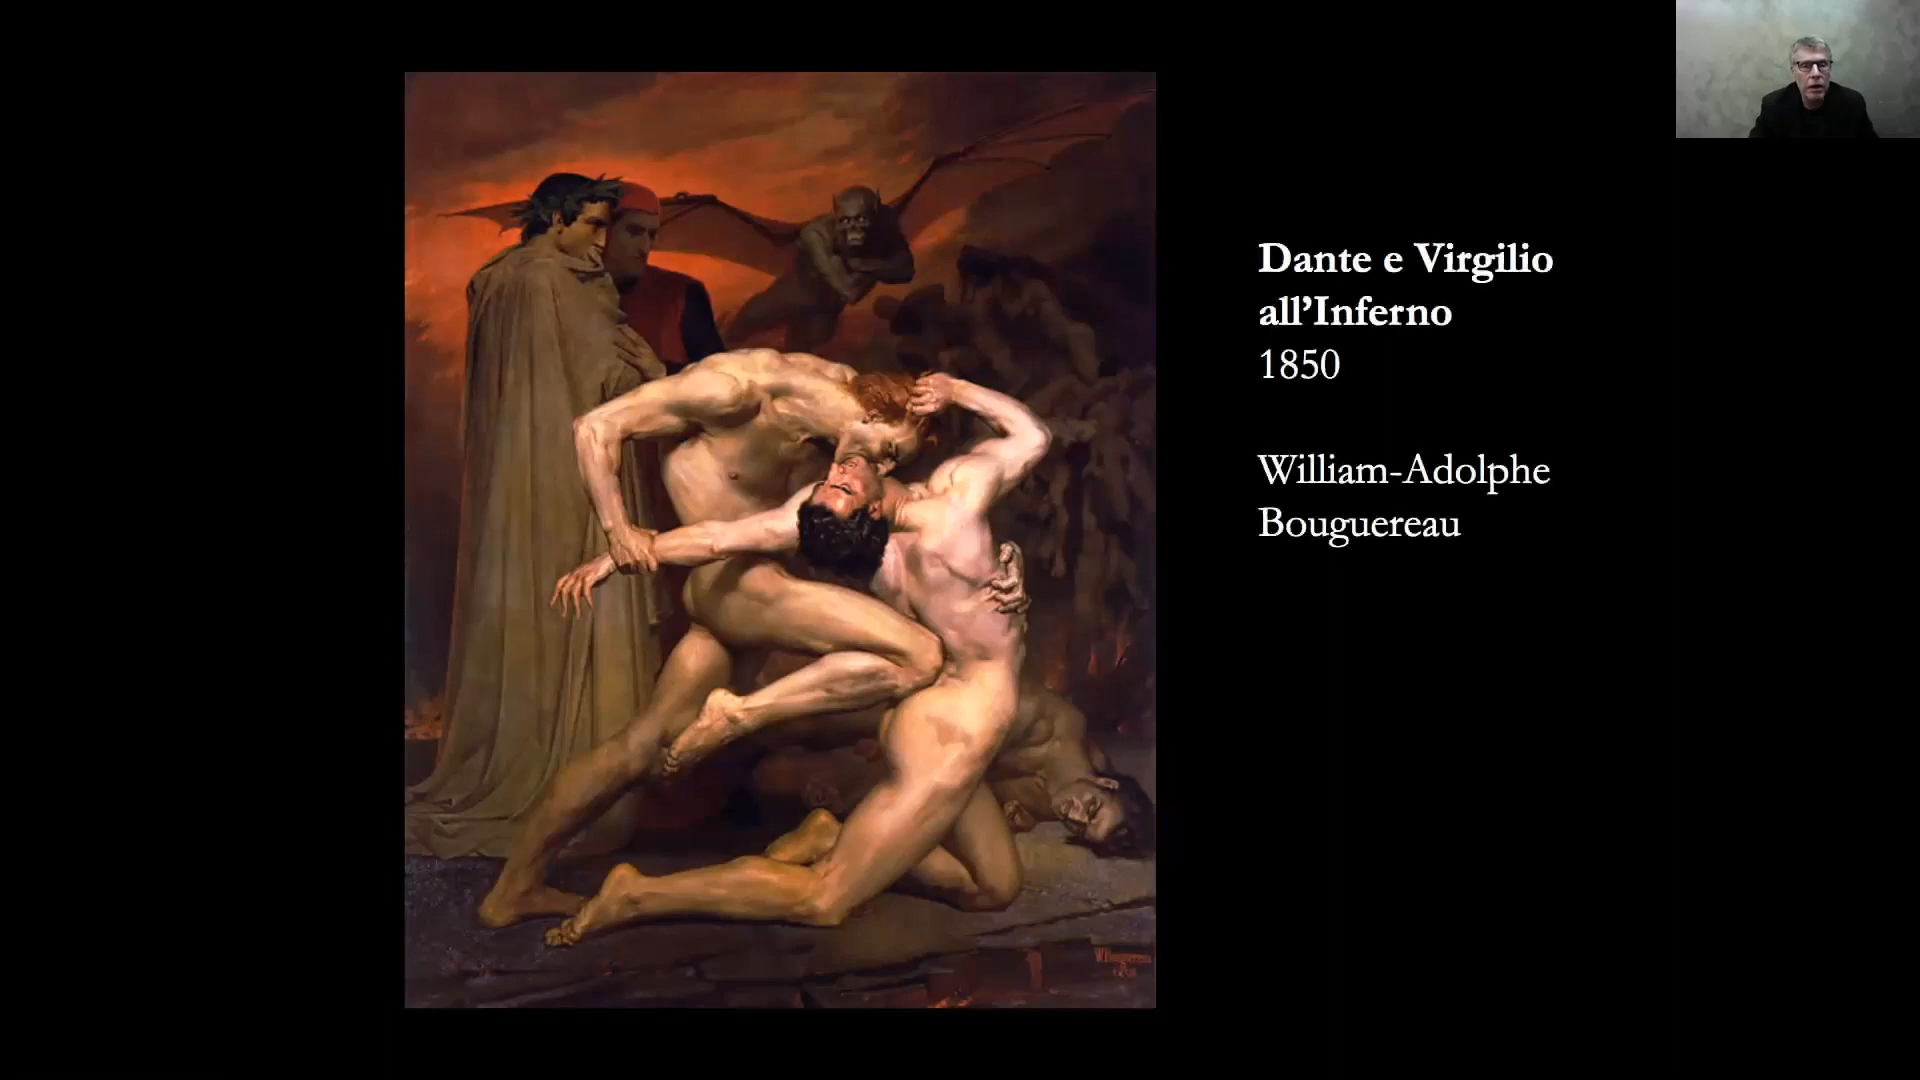 Dante e Virgilio
all’Inferno
1850
William-Adolphe
Bouguereau